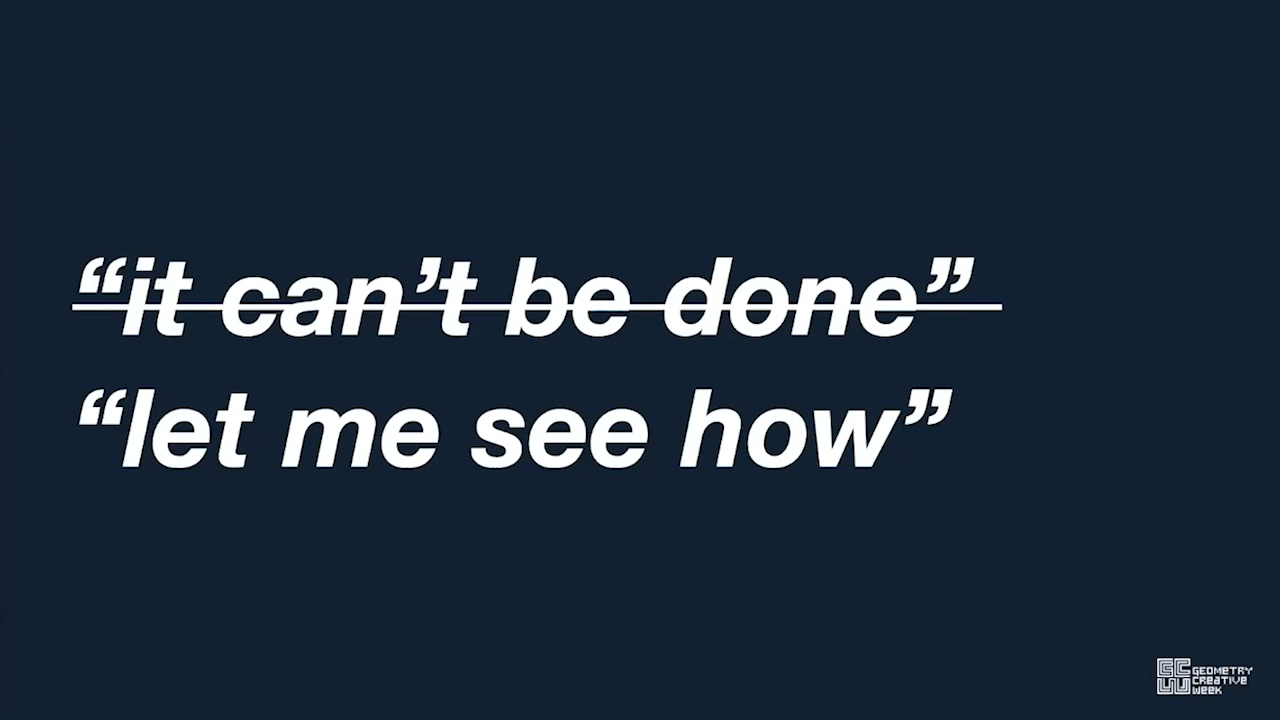 “it can’t be done”
“let me see how”
GEOMETRY
CREATIVE
WEEK